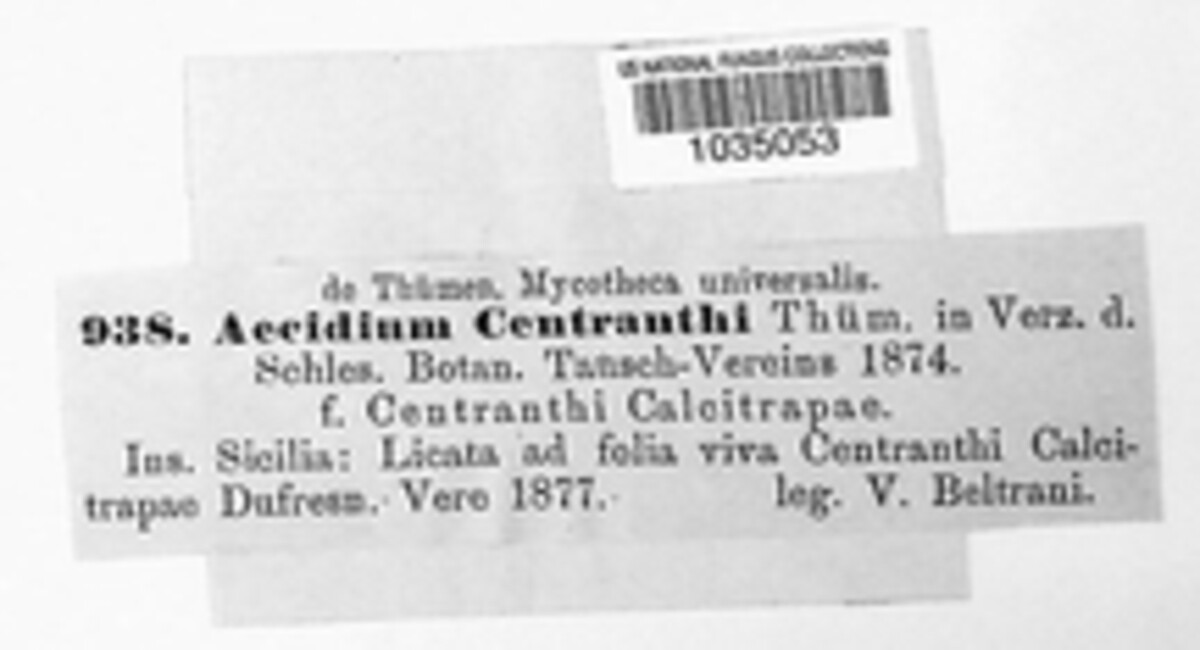 US NATIONAL FUNGUS COLLECTIONS
1035053
de Thümen, Mycotheca universalis.
938. Aecidium Centranthi Thüm. in Verz. d.
Schles. Botan. Tausch-Vereins 1874.
f. Centranthi Calcitrapae.
Ins. Sicilia: Licata ad folia viva Centranthi Calci-
trapae Dufresn. Vere 1877. leg. V. Beltrani.